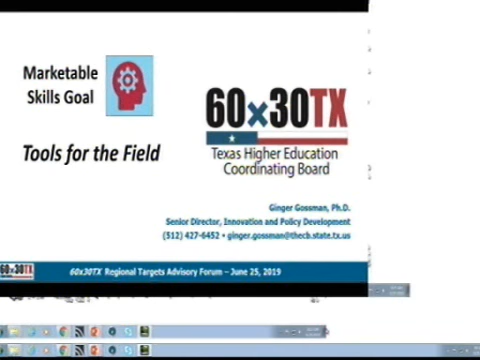 Marketable
Skills Goal
60x30TX
Texas Higher Education
Coordinating Board
Tools for the Field
Ginger Gossman, Ph.D.
Senior Director, Innovation and Policy Development
(512) 427-6452 • ginger.gossman@thecb.state.tx.us
60x30TX
60x30TX Regional Targets Advisory Forum – June 25, 2019